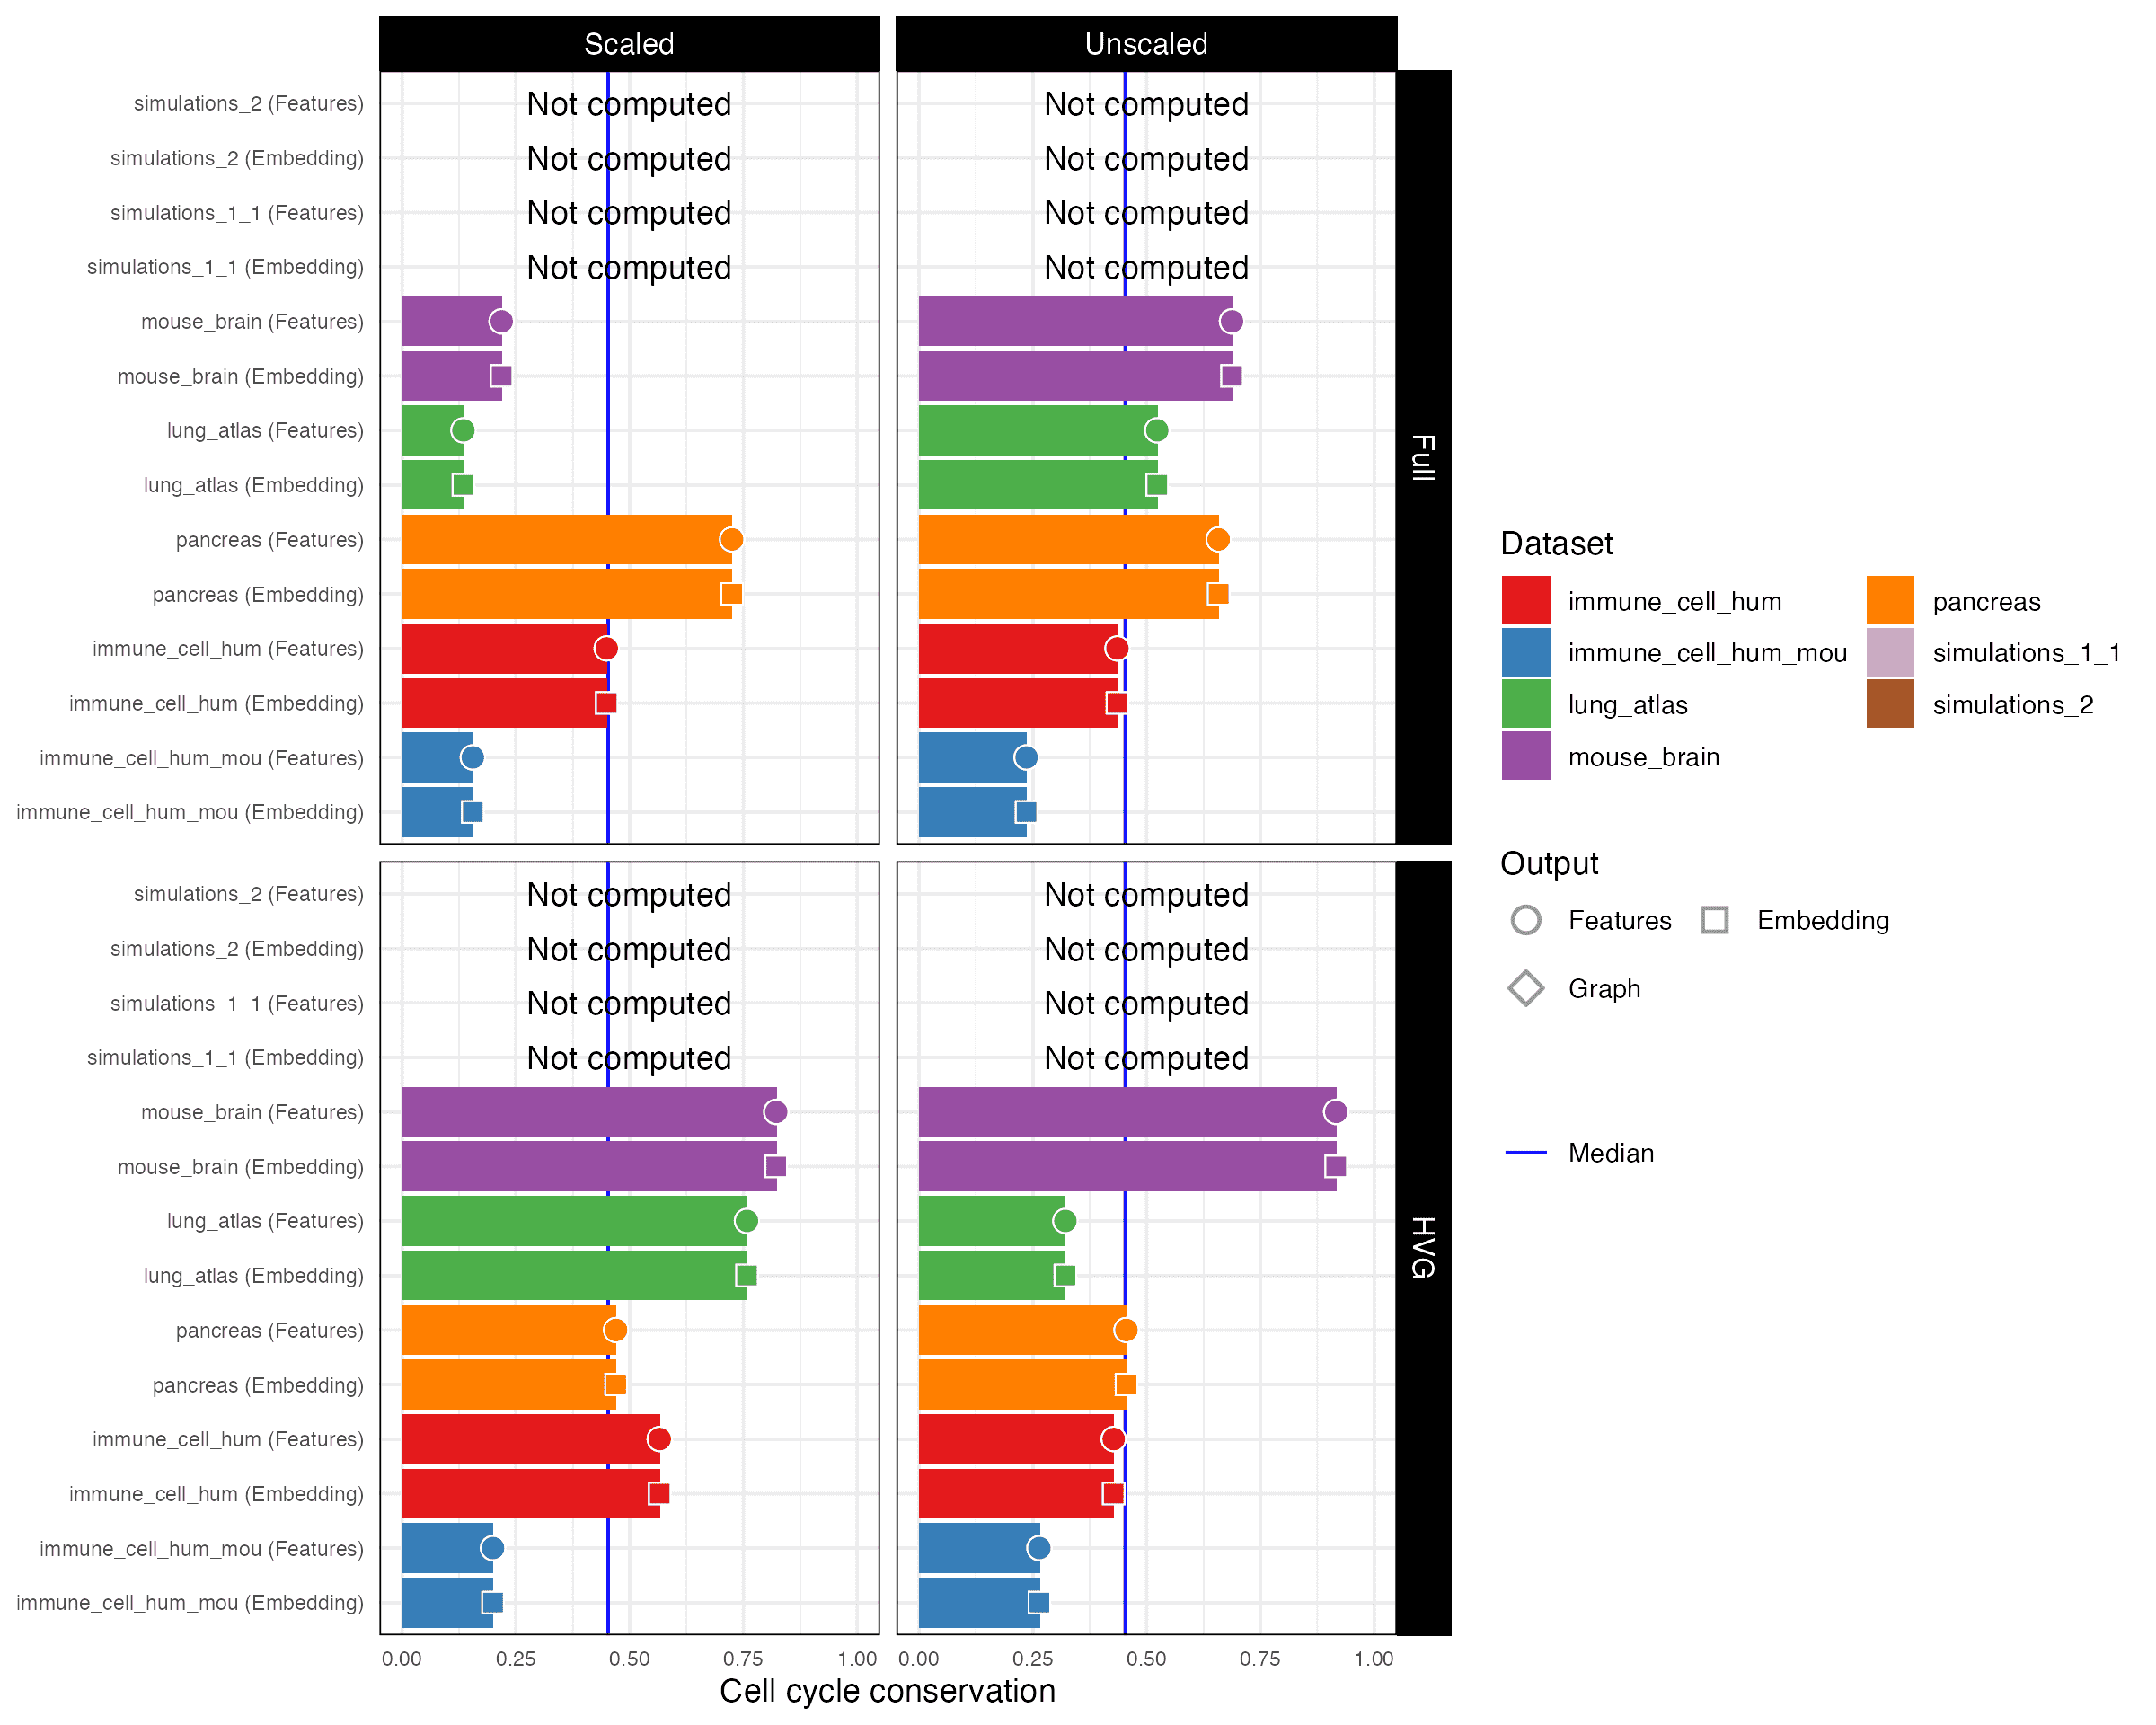 Scaled
Unscaled
simulations_2 (Features)
Not computed
Not computed
simulations_2 (Embedding)
Not computed
Not computed
simulations_1_1 (Features)
Not computed
Not computed
simulations_1_1 (Embedding)
Not computed
Not computed
mouse_brain (Features)
mouse_brain (Embedding)
lung_atlas (Features)
lung_atlas (Embedding)
pancreas (Features)
pancreas (Embedding)
immune_cell_hum (Features)
immune_cell_hum (Embedding)
immune_cell_hum_mou (Features)
immune_cell_hum_mou (Embedding)
Full
simulations_2 (Features)
Not computed
Not computed
simulations_2 (Embedding)
Not computed
Not computed
simulations_1_1 (Features)
Not computed
Not computed
simulations_1_1 (Embedding)
Not computed
Not computed
mouse_brain (Features)
mouse_brain (Embedding)
lung_atlas (Features)
lung_atlas (Embedding)
pancreas (Features)
pancreas (Embedding)
immune_cell_hum (Features)
immune_cell_hum (Embedding)
immune_cell_hum_mou (Features)
immune_cell_hum_mou (Embedding)
HVG
0.00 0.25 0.50 0.75 1.00
0.00 0.25 0.50 0.75 1.00
Cell cycle conservation
Dataset
immune_cell_hum
immune_cell_hum_mou
lung_atlas
mouse_brain
pancreas
simulations_1_1
simulations_2
Output
Features
Embedding
Graph
Median